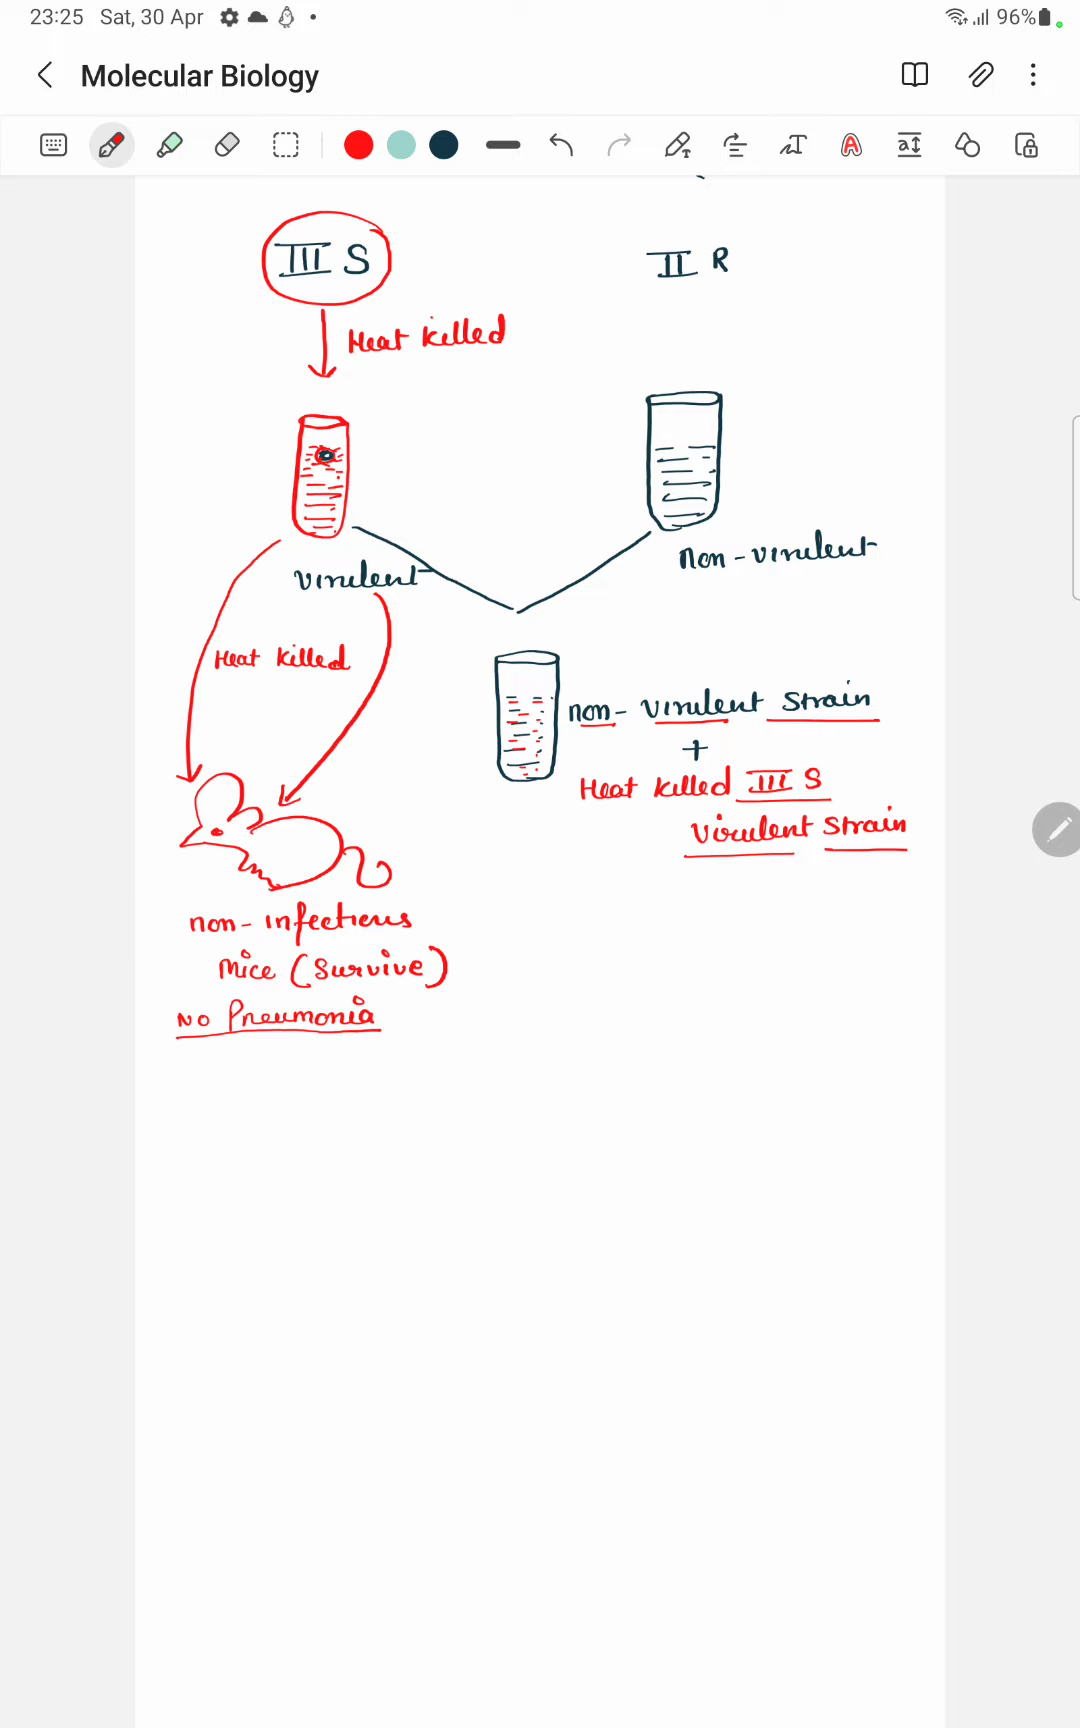 23:25 Sat, 30 Apr
96%
Molecular Biology
III S
II R
Heat killed
virulent
non-virulent
Heat killed
non-virulent strain
+
Heat killed III S
virulent strain
non-infectious
mice (survive)
No Pneumonia